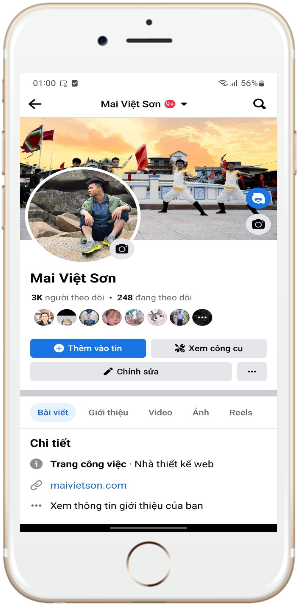 01:00 56%
Mai Việt Sơn 9+
Mai Việt Sơn
3K người theo dõi • 248 đang theo dõi
Thêm vào tin Xem công cụ
Chỉnh sửa
Bài viết Giới thiệu Video Ảnh Reels
Chi tiết
Trang công việc · Nhà thiết kế web
maivietson.com
Xem thông tin giới thiệu của bạn